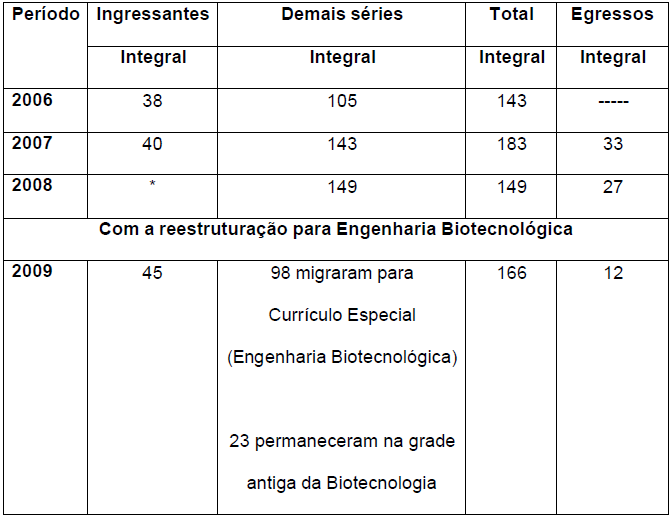 Período Ingressantes Demais séries Total Egressos
Integral Integral Integral Integral
2006 38 105 143 -----
2007 40 143 183 33
2008 * 149 149 27
Com a reestruturação para Engenharia Biotecnológica
2009 45 98 migraram para 166 12
Currículo Especial
(Engenharia Biotecnológica)
23 permaneceram na grade
antiga da Biotecnologia